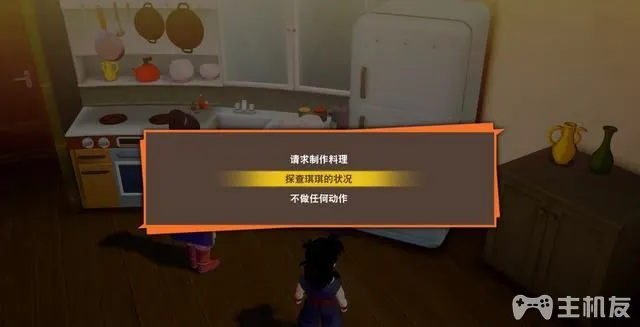 请求制作料理
探查琪琪的状况
不做任何动作
主机友